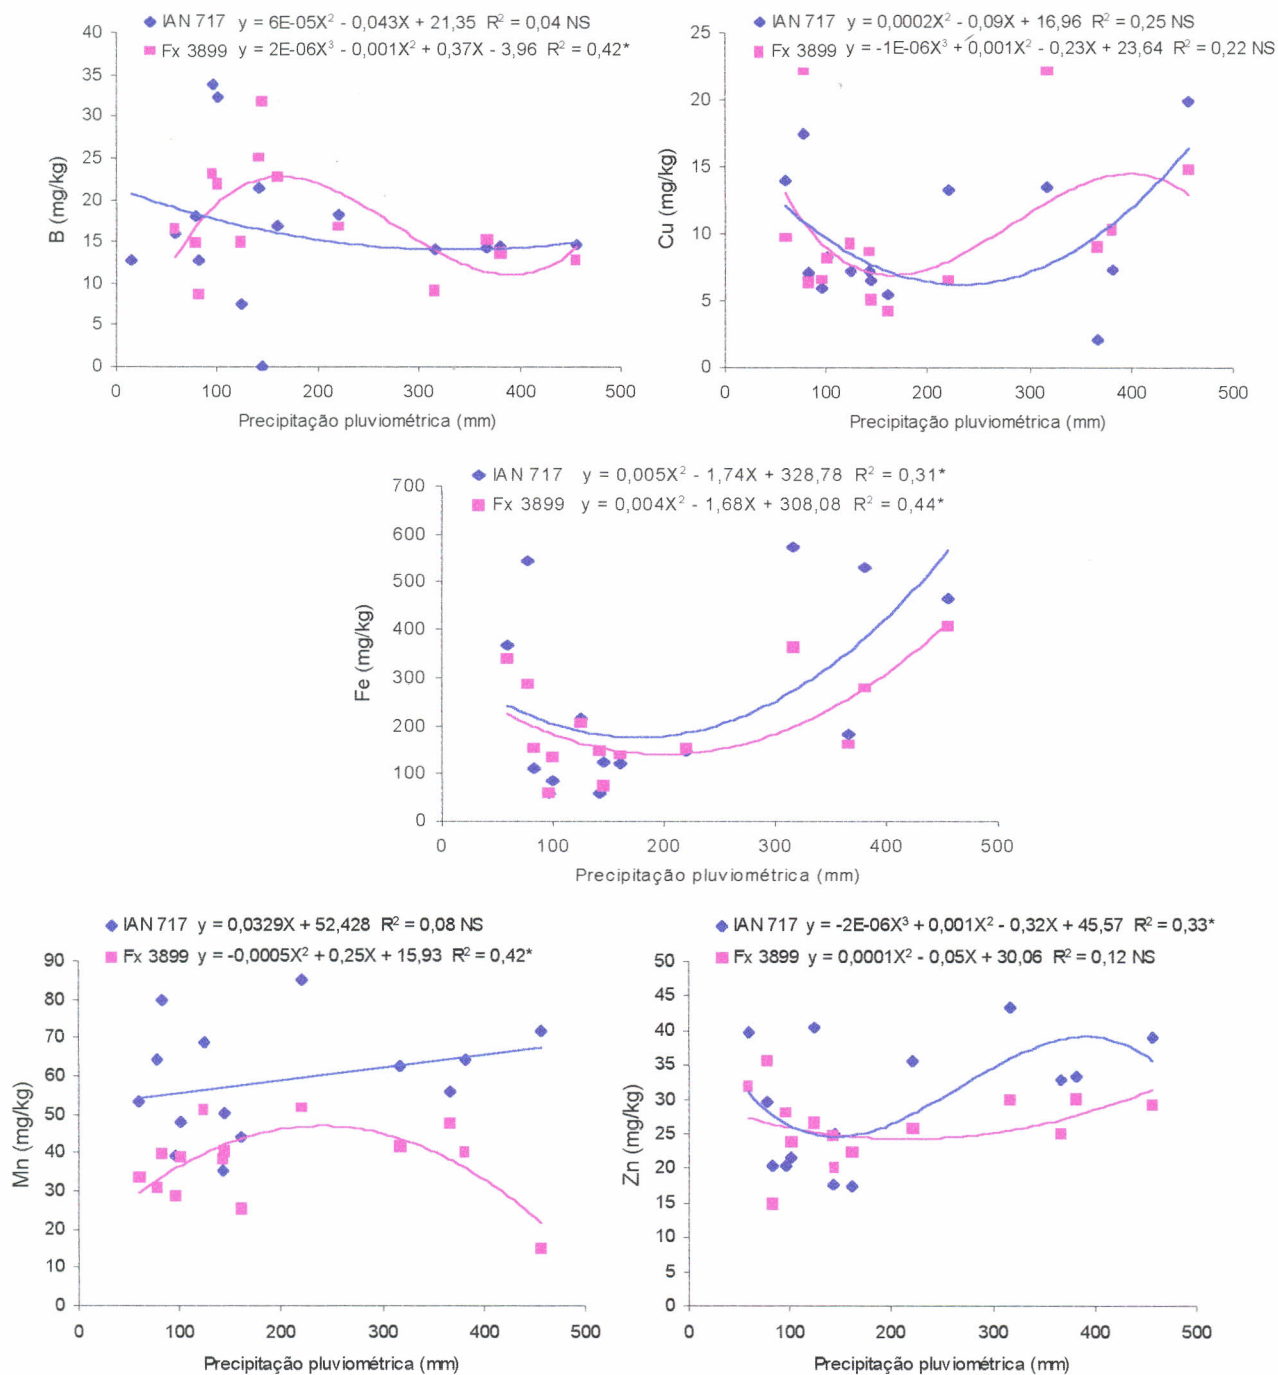 IAN 717 y = 6E-05X² - 0,043X + 21,35 R² = 0,04 NS
Fx 3899 y = 2E-06X³ - 0,001X² + 0,37X - 3,96 R² = 0,42*
40
35
30
25
20
15
10
5
0
B (mg/kg)
0 100 200 300 400 500
Precipitação pluviométrica (mm)
IAN 717 y = 0,0002X² - 0,09X + 16,96 R² = 0,25 NS
Fx 3899 y = -1E-06X³ + 0,001X² - 0,23X + 23,64 R² = 0,22 NS
25
20
15
10
5
0
Cu (mg/kg)
0 100 200 300 400 500
Precipitação pluviométrica (mm)
IAN 717 y = 0,005X² - 1,74X + 328,78 R² = 0,31*
Fx 3899 y = 0,004X² - 1,68X + 308,08 R² = 0,44*
700
600
500
400
300
200
100
0
Fe (mg/kg)
0 100 200 300 400 500
Precipitação pluviométrica (mm)
IAN 717 y = 0,0329X + 52,428 R² = 0,08 NS
Fx 3899 y = -0,0005X² + 0,25X + 15,93 R² = 0,42*
90
80
70
60
50
40
30
20
10
0
Mn (mg/kg)
0 100 200 300 400 500
Precipitação pluviométrica (mm)
IAN 717 y = -2E-06X³ + 0,001X² - 0,32X + 45,57 R² = 0,33*
Fx 3899 y = 0,0001X² - 0,05X + 30,06 R² = 0,12 NS
50
45
40
35
30
25
20
15
10
5
0
Zn (mg/kg)
0 100 200 300 400 500
Precipitação pluviométrica (mm)